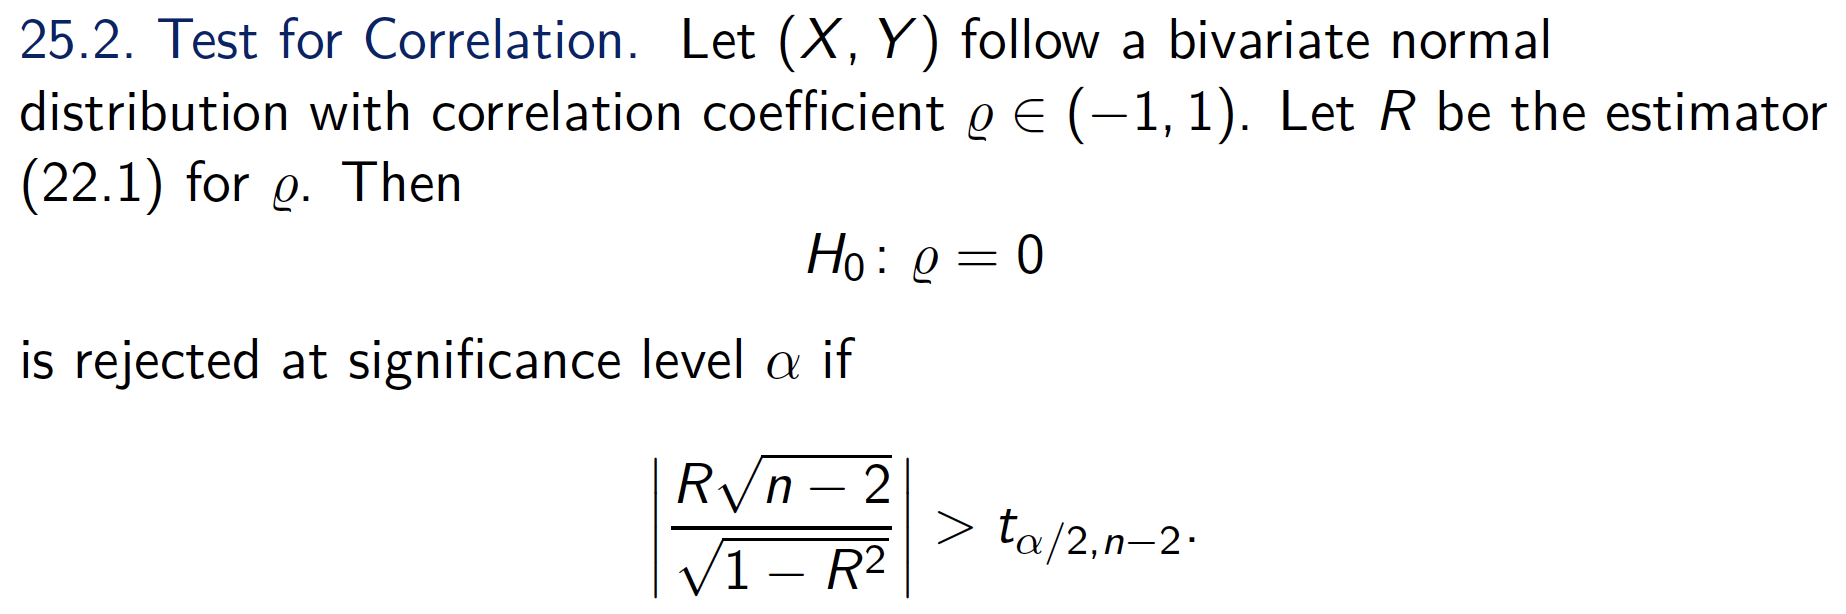 25.2. Test for Correlation. Let (X, Y) follow a bivariate normal
distribution with correlation coefficient ϱ ∈ (−1, 1). Let R be the estimator
(22.1) for ϱ. Then
H₀ : ϱ = 0
is rejected at significance level α if
|R√(n − 2) / √(1 − R²)| > t_{α/2,n−2}.